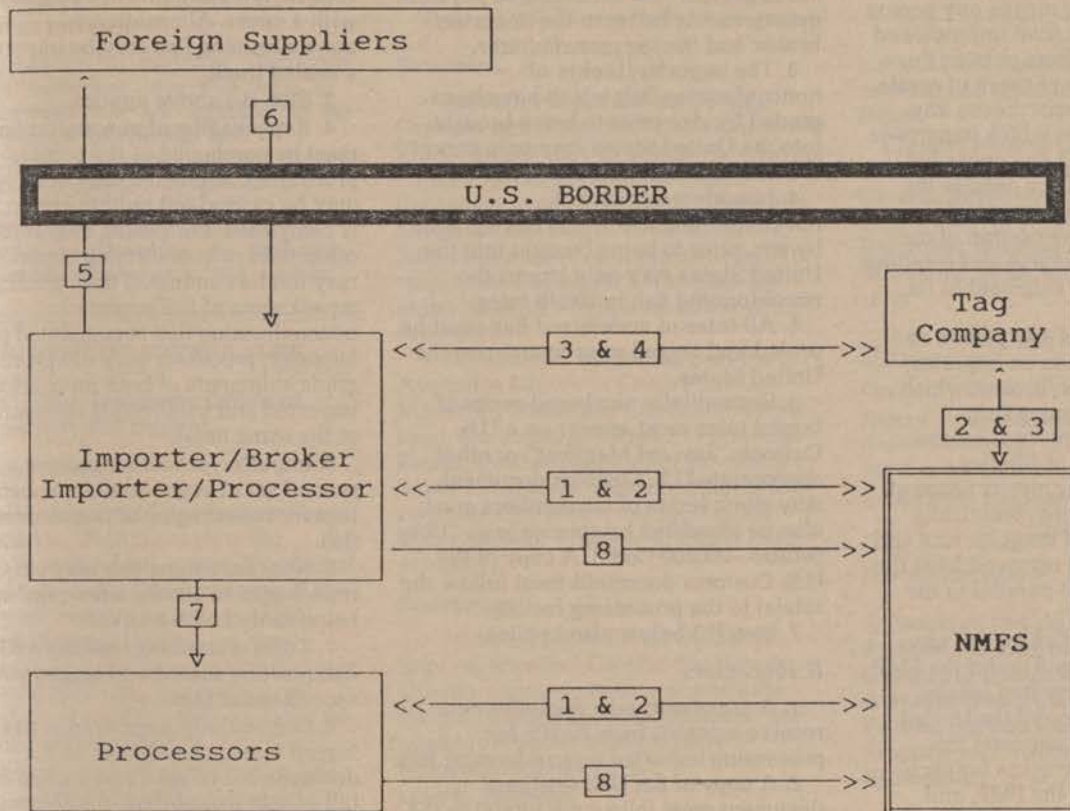 Foreign Suppliers
6
U.S. BORDER
5
Tag
Company
<< 3 & 4 >>
2 & 3
Importer/Broker
Importer/Processor
<< 1 & 2 >>
8 >>
7
NMFS
Processors
<< 1 & 2 >>
8 >>